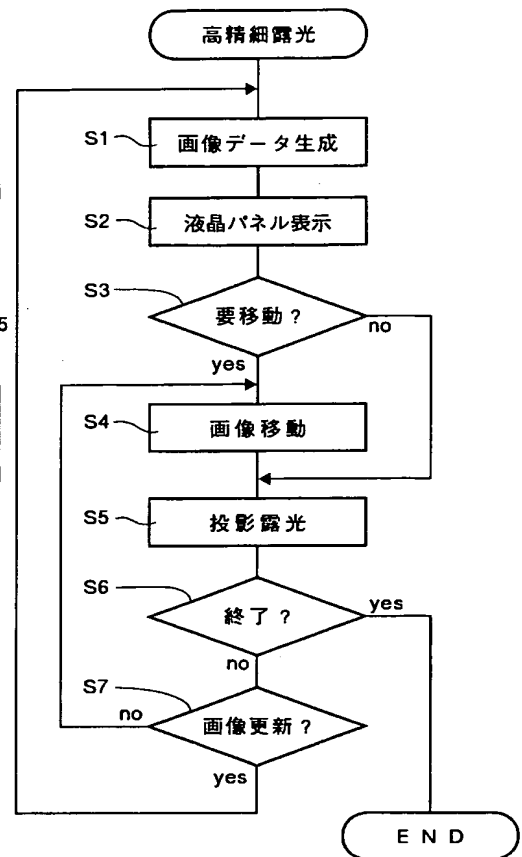 高精細露光
S1
画像データ生成
S2
液晶パネル表示
S3
要移動?
no
yes
S4
画像移動
S5
投影露光
S6
終了?
yes
no
S7
画像更新?
no
yes
END
5